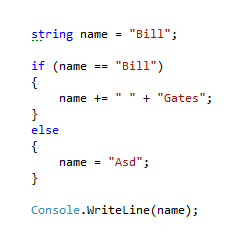 string name = "Bill";
if (name == "Bill")
{
name += " " + "Gates";
}
else
{
name = "Asd";
}
Console.WriteLine(name);